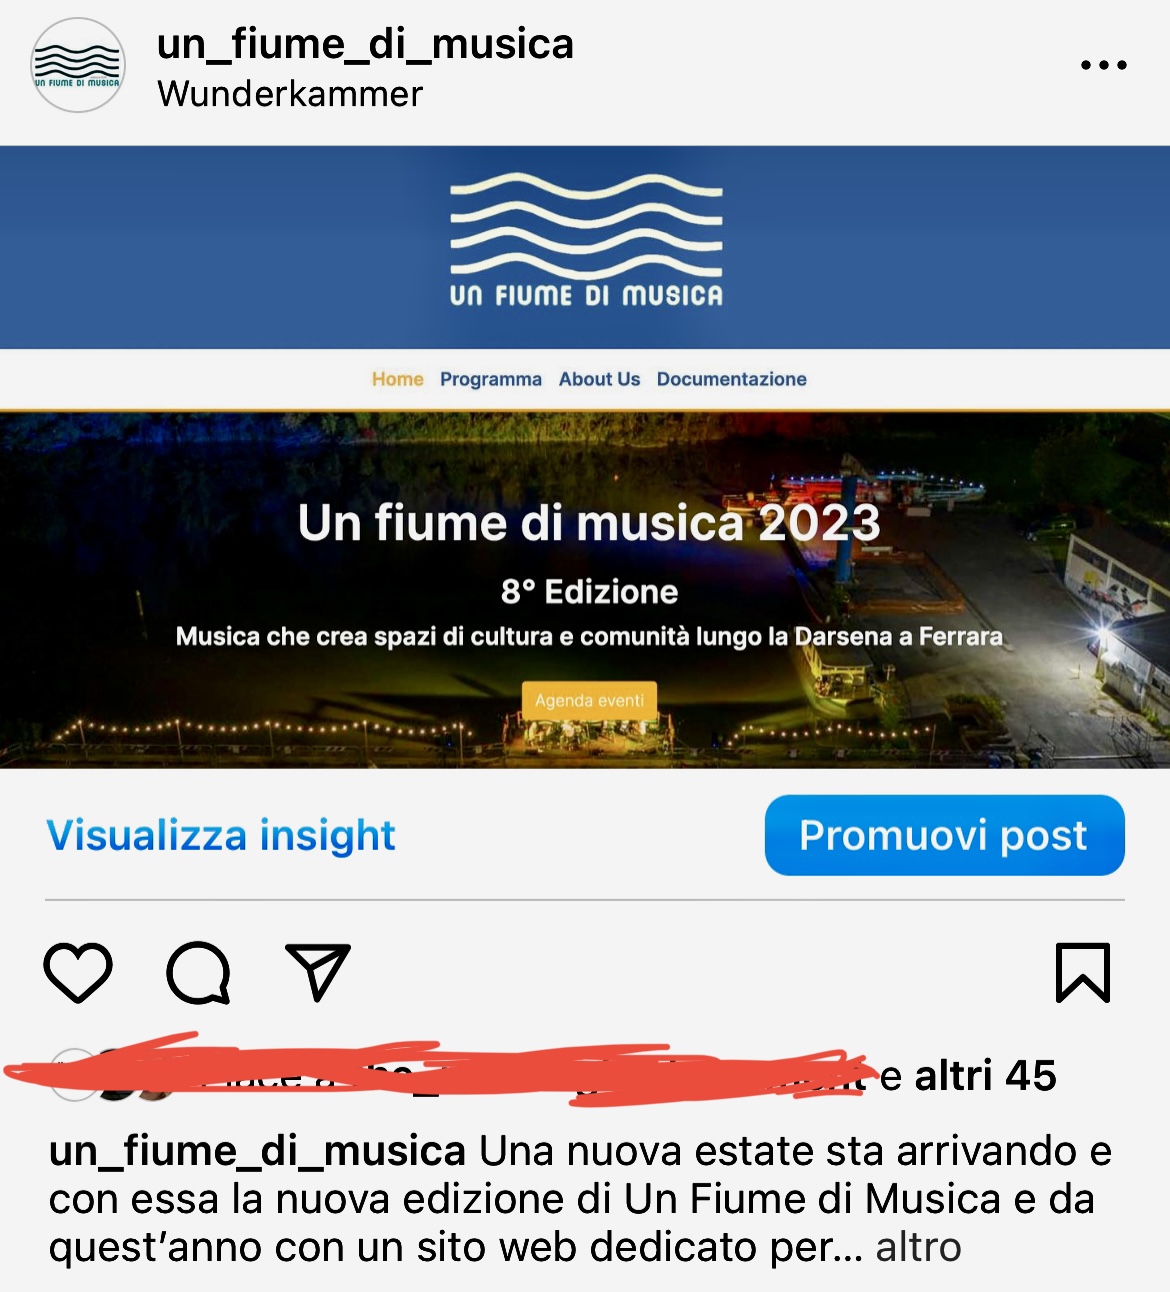 un_fiume_di_musica
UN FIUME DI MUSICA
Wunderkammer
UN FIUME DI MUSICA
Home Programma About Us Documentazione
Un fiume di musica 2023
8° Edizione
Musica che crea spazi di cultura e comunità lungo la Darsena a Ferrara
Agenda eventi
Visualizza insight
Promuovi post
e altri 45
un_fiume_di_musica Una nuova estate sta arrivando e
con essa la nuova edizione di Un Fiume di Musica e da
quest'anno con un sito web dedicato per... altro